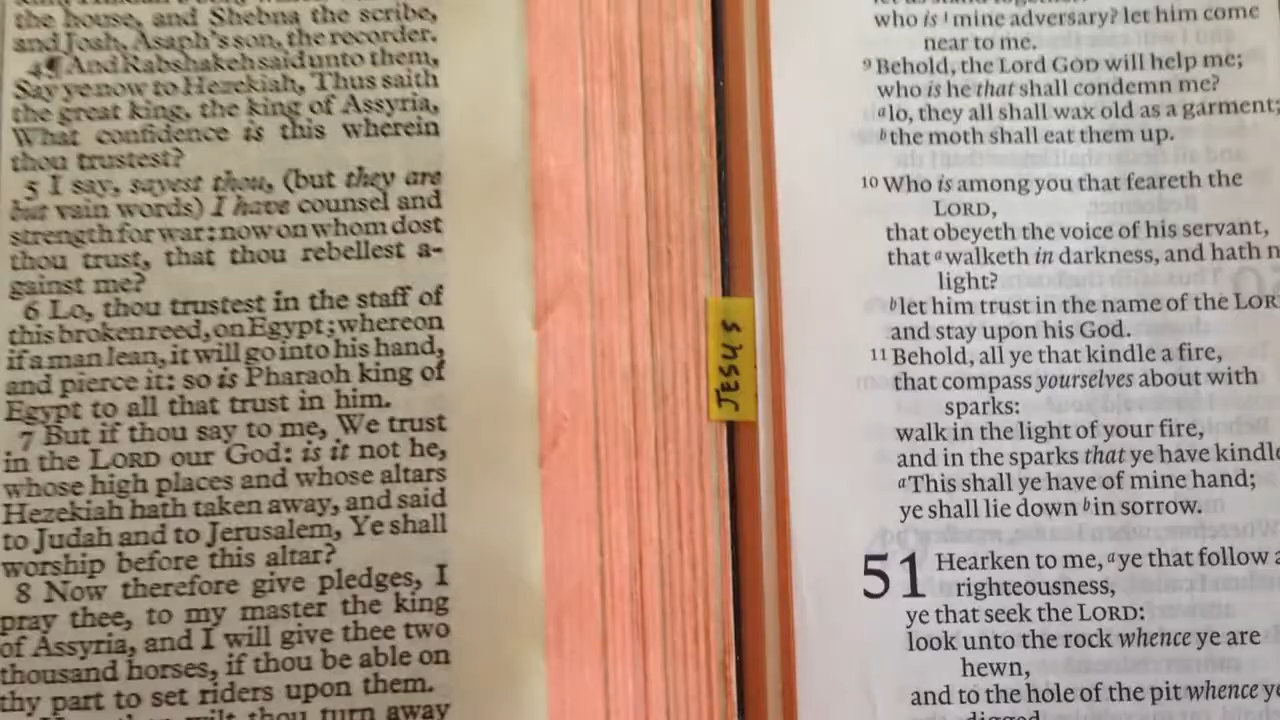 the house, and Shebna the scribe,
and Joah, Asaph's son, the recorder.
4 ¶ And Rabshakeh said unto them,
Say ye now to Hezekiah, Thus saith
the great king, the king of Assyria,
What confidence is this wherein
thou trustest?
5 I say, sayest thou, (but they are
but vain words) I have counsel and
strength for war: now on whom dost
thou trust, that thou rebellest a-
gainst me?
6 Lo, thou trustest in the staff of
this broken reed, on Egypt; whereon
if a man lean, it will go into his hand,
and pierce it: so is Pharaoh king of
Egypt to all that trust in him.
7 But if thou say to me, We trust
in the LORD our God: is it not he,
whose high places and whose altars
Hezekiah hath taken away, and said
to Judah and to Jerusalem, Ye shall
worship before this altar?
8 Now therefore give pledges, I
pray thee, to my master the king
of Assyria, and I will give thee two
thousand horses, if thou be able on
thy part to set riders upon them.
wilt thou turn away
JESUS
who is ¹ mine adversary? let him come
near to me.
9 Behold, the Lord GOD will help me;
who is he that shall condemn me?
a lo, they all shall wax old as a garment;
b the moth shall eat them up.
10 Who is among you that feareth the
LORD,
that obeyeth the voice of his servant,
that a walketh in darkness, and hath n
light?
b let him trust in the name of the LOR
and stay upon his God.
11 Behold, all ye that kindle a fire,
that compass yourselves about with
sparks:
walk in the light of your fire,
and in the sparks that ye have kindle
a This shall ye have of mine hand;
ye shall lie down b in sorrow.
51 Hearken to me, a ye that follow a
righteousness,
ye that seek the LORD:
look unto the rock whence ye are
hewn,
and to the hole of the pit whence ye
digged